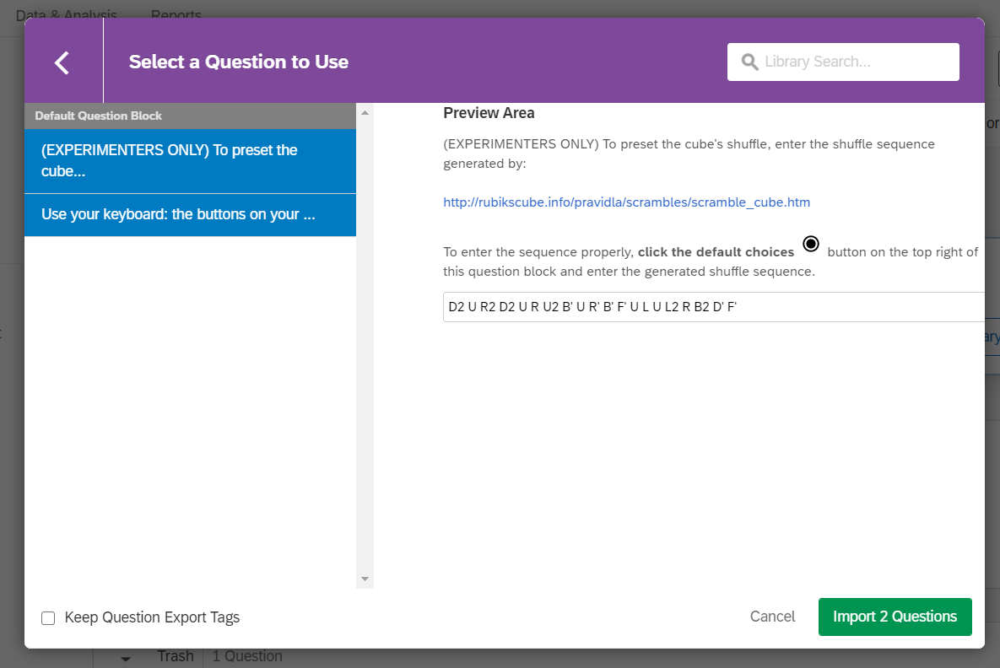 Data & Analysis Reports
Select a Question to Use
Library Search...
Default Question Block
(EXPERIMENTERS ONLY) To preset the
cube...
Use your keyboard: the buttons on your ...
Preview Area
(EXPERIMENTERS ONLY) To preset the cube's shuffle, enter the shuffle sequence
generated by:
http://rubikscube.info/pravidla/scrambles/scramble_cube.htm
To enter the sequence properly, click the default choices button on the top right of
this question block and enter the generated shuffle sequence.
D2 U R2 D2 U R U2 B' U R' B' F' U L U L2 R B2 D' F'
Keep Question Export Tags
Cancel
Import 2 Questions
Trash 1 Question